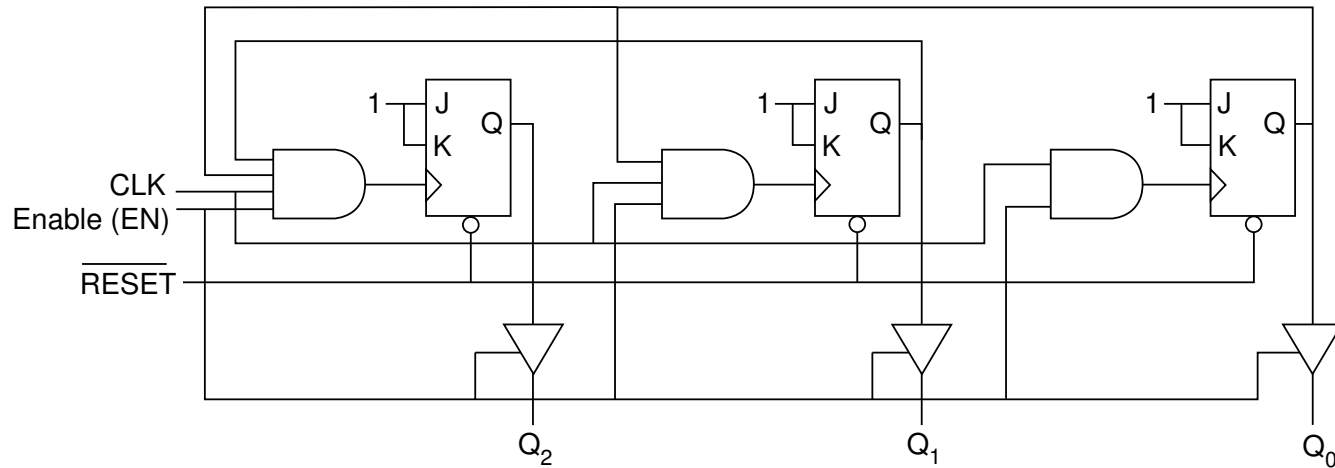 1 J
Q
K
1 J
Q
K
1 J
Q
K
CLK
Enable (EN)
RESET
Q2
Q1
Q0